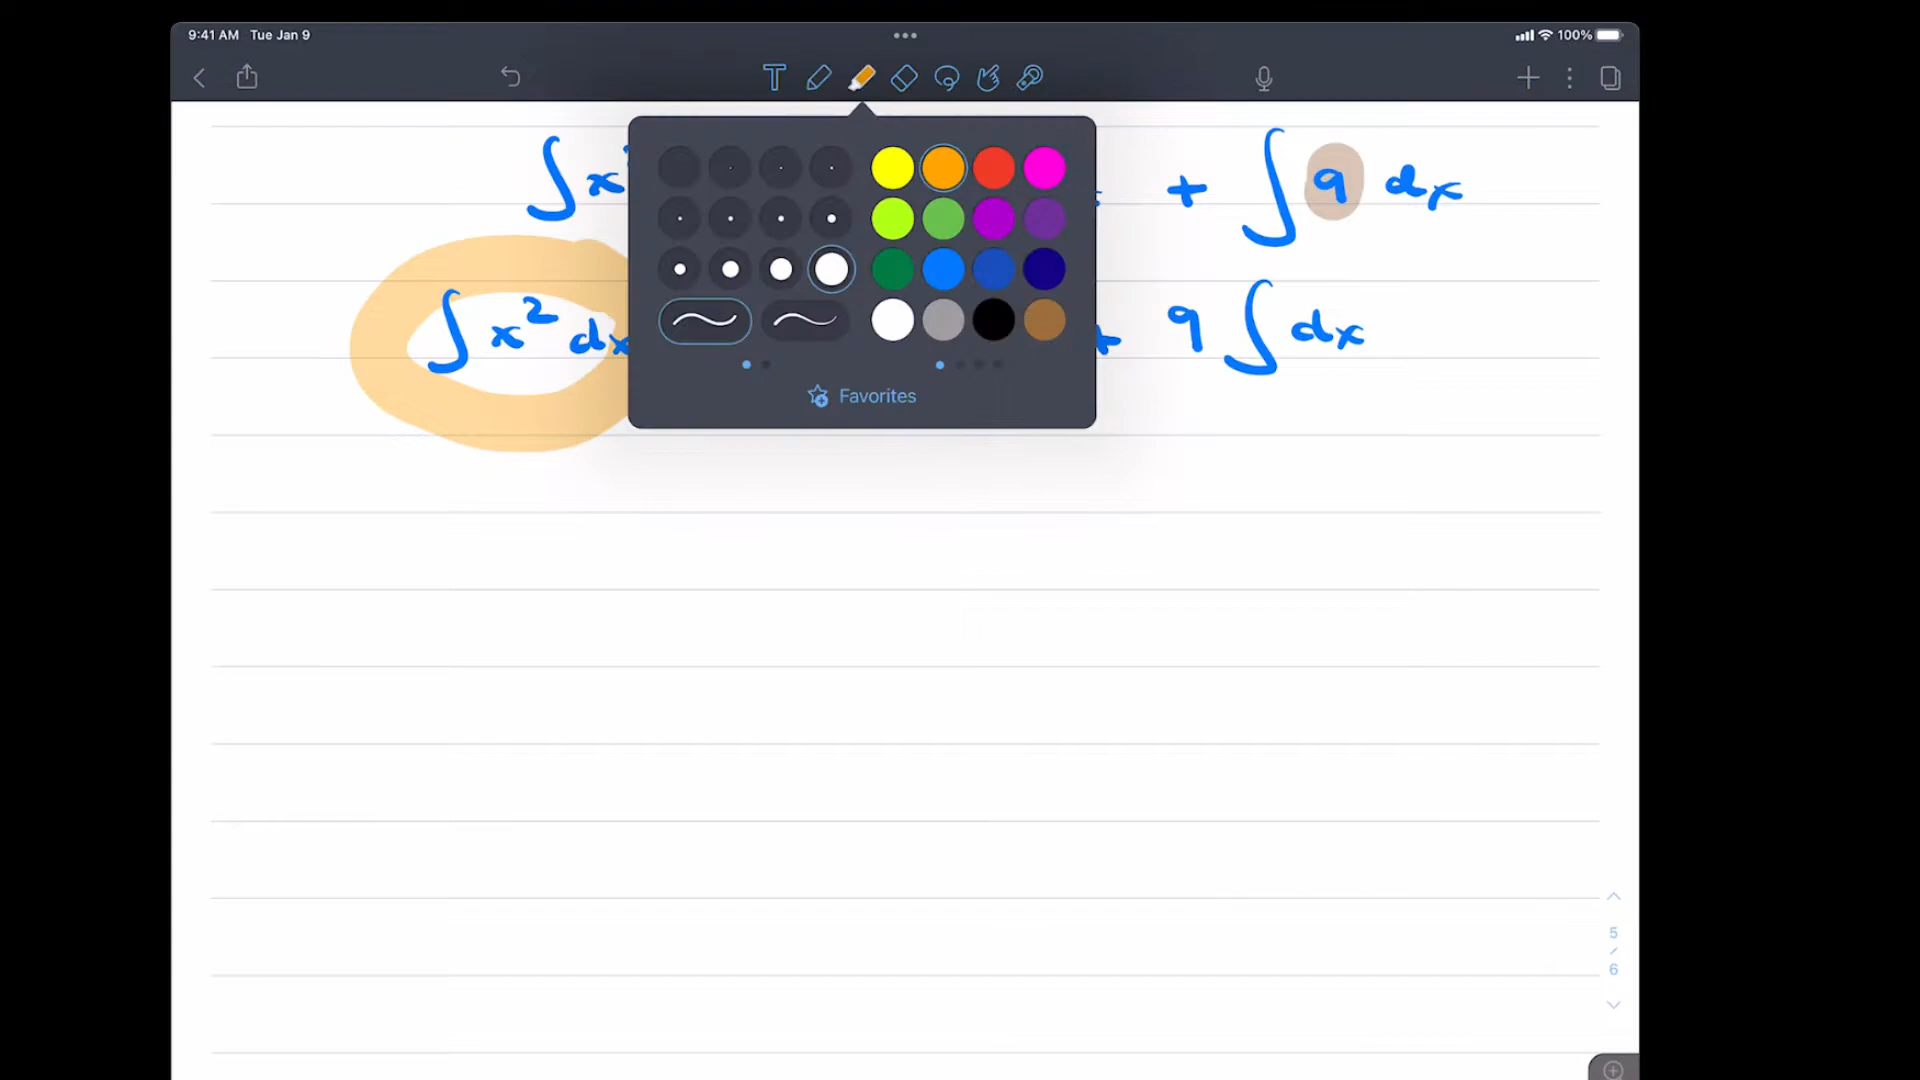 9:41 AM Tue Jan 9
100%
T
∫ x + ∫ 9 dx
∫ x² dx + 9 ∫ dx
Favorites
5
/
6